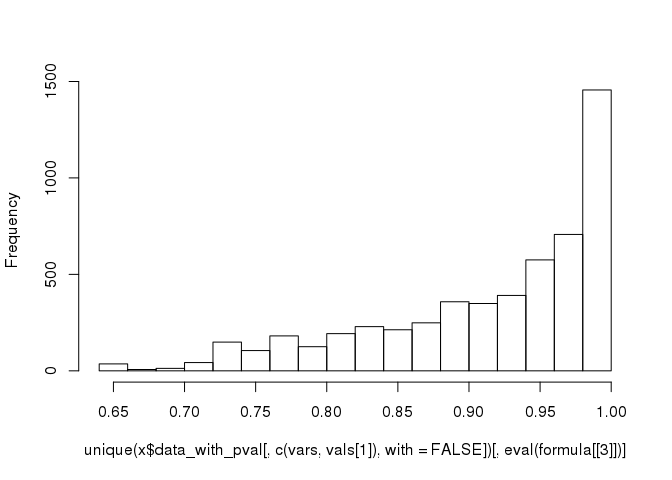 1500
1000
Frequency
500
0
0.65 0.70 0.75 0.80 0.85 0.90 0.95 1.00
unique(x$data_with_pval[, c(vars, vals[1]), with = FALSE])[, eval(formula[[3]])]